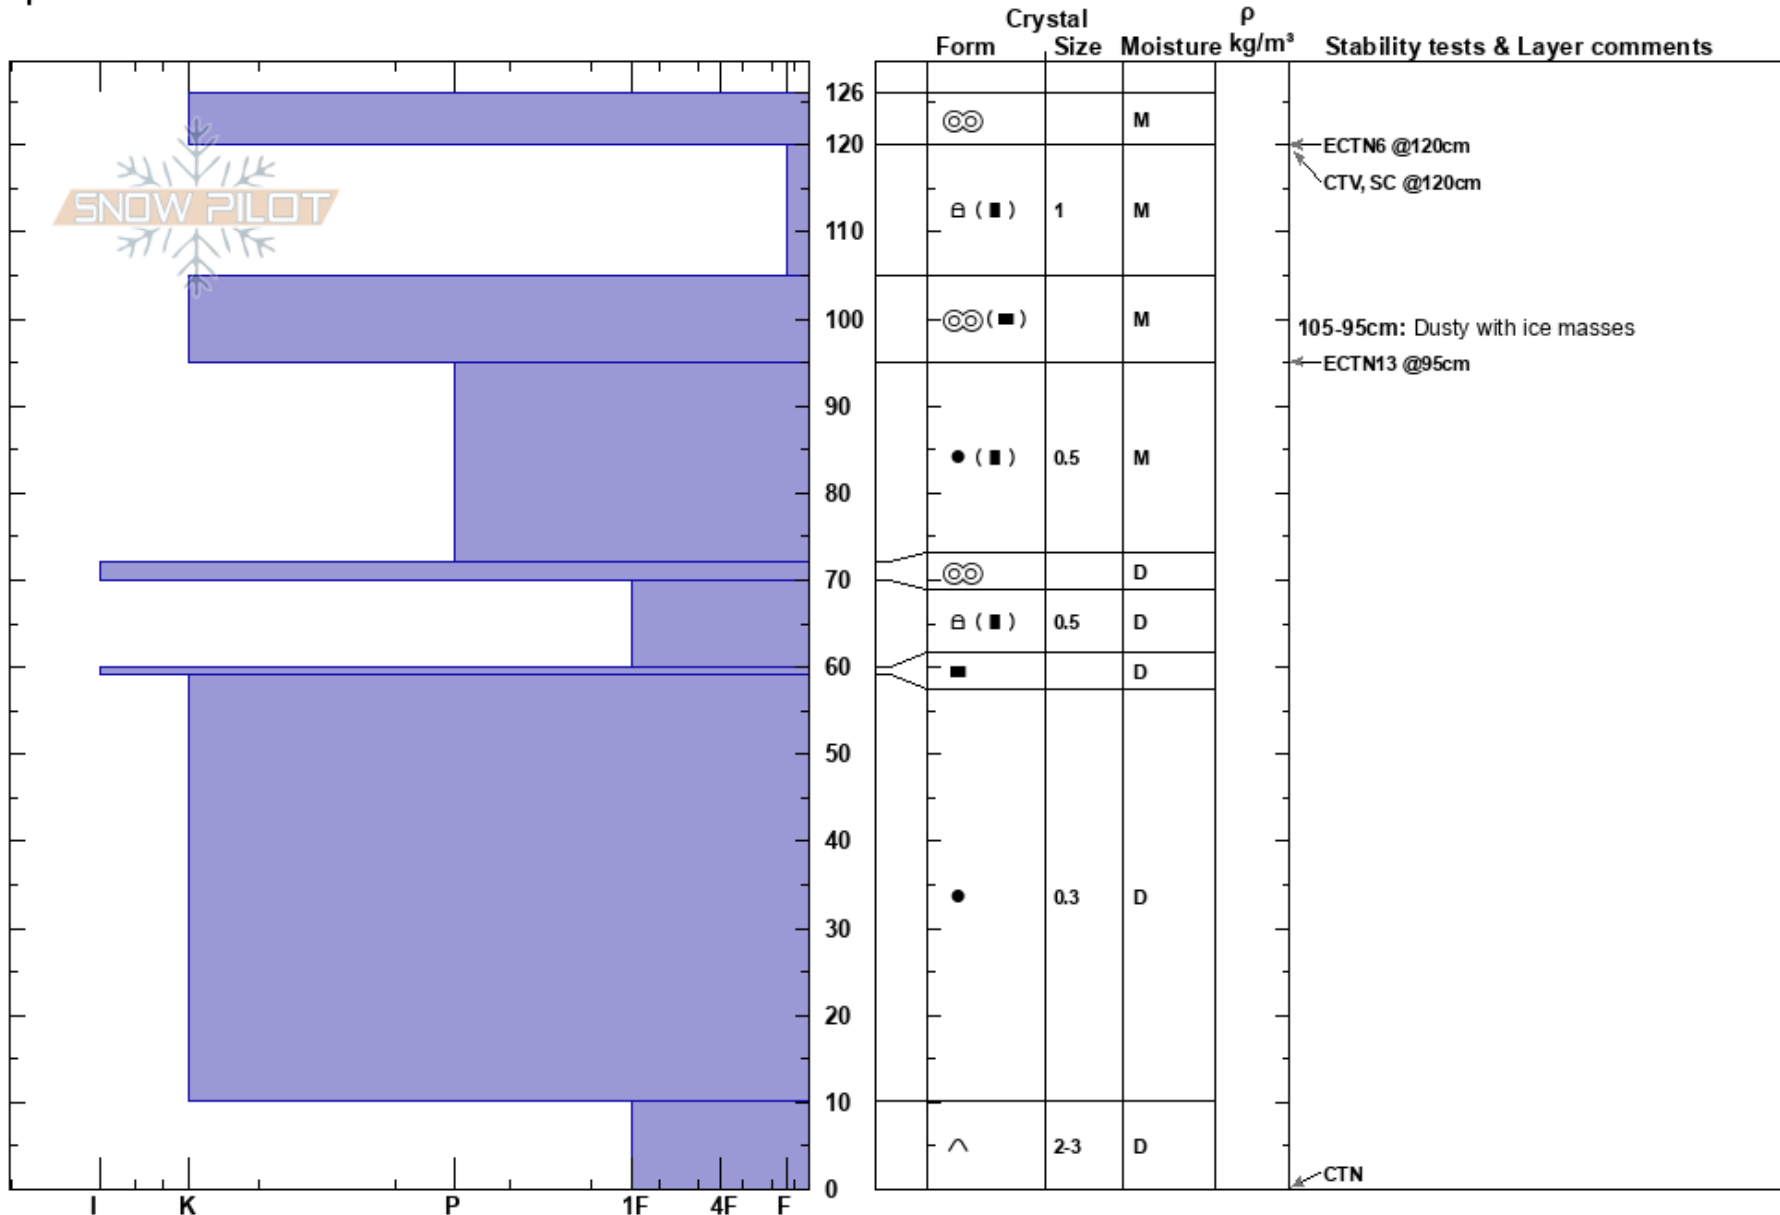 Crystal ρ
Form Size Moisture kg/m³ Stability tests & Layer comments
126
M
120 ECTN6 @120cm
SNOW PILOT CTV, SC @120cm
110 1 M
100 M 105-95cm: Dusty with ice masses
ECTN13 @95cm
90
0.5 M
80
70 D
0.5 D
60 D
50
40
0.3 D
30
20
10
2-3 D
CTN
0
I K P 1F 4F F